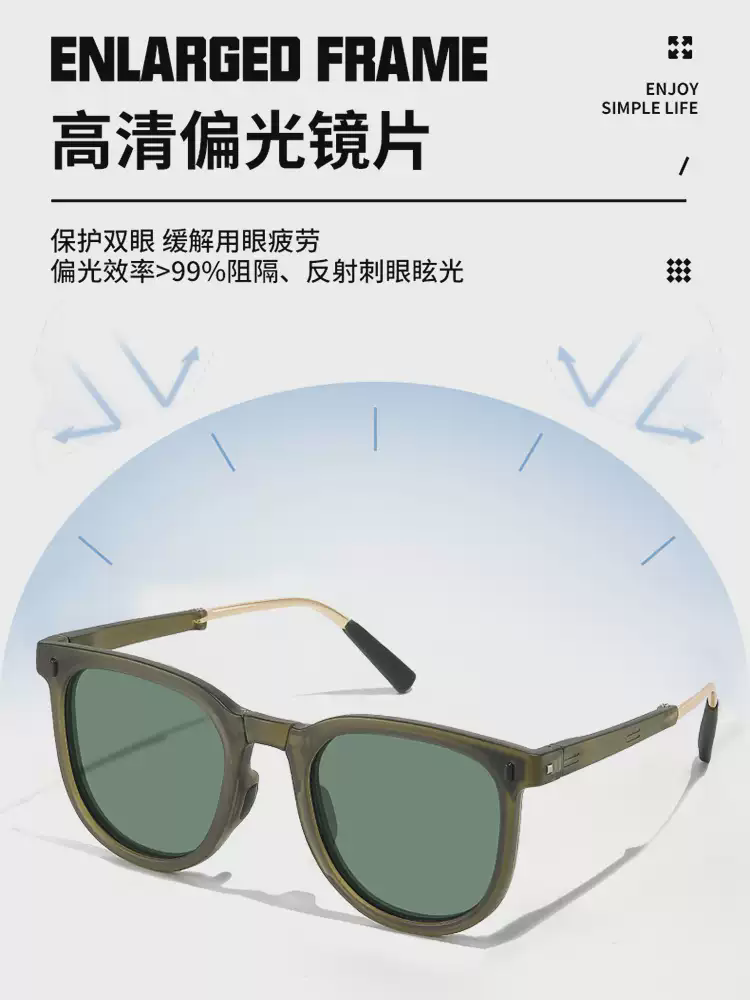 ENLARGED FRAME
ENJOY
SIMPLE LIFE
高清偏光镜片
/
保护双眼 缓解用眼疲劳
偏光效率>99%阻隔、反射刺眼眩光